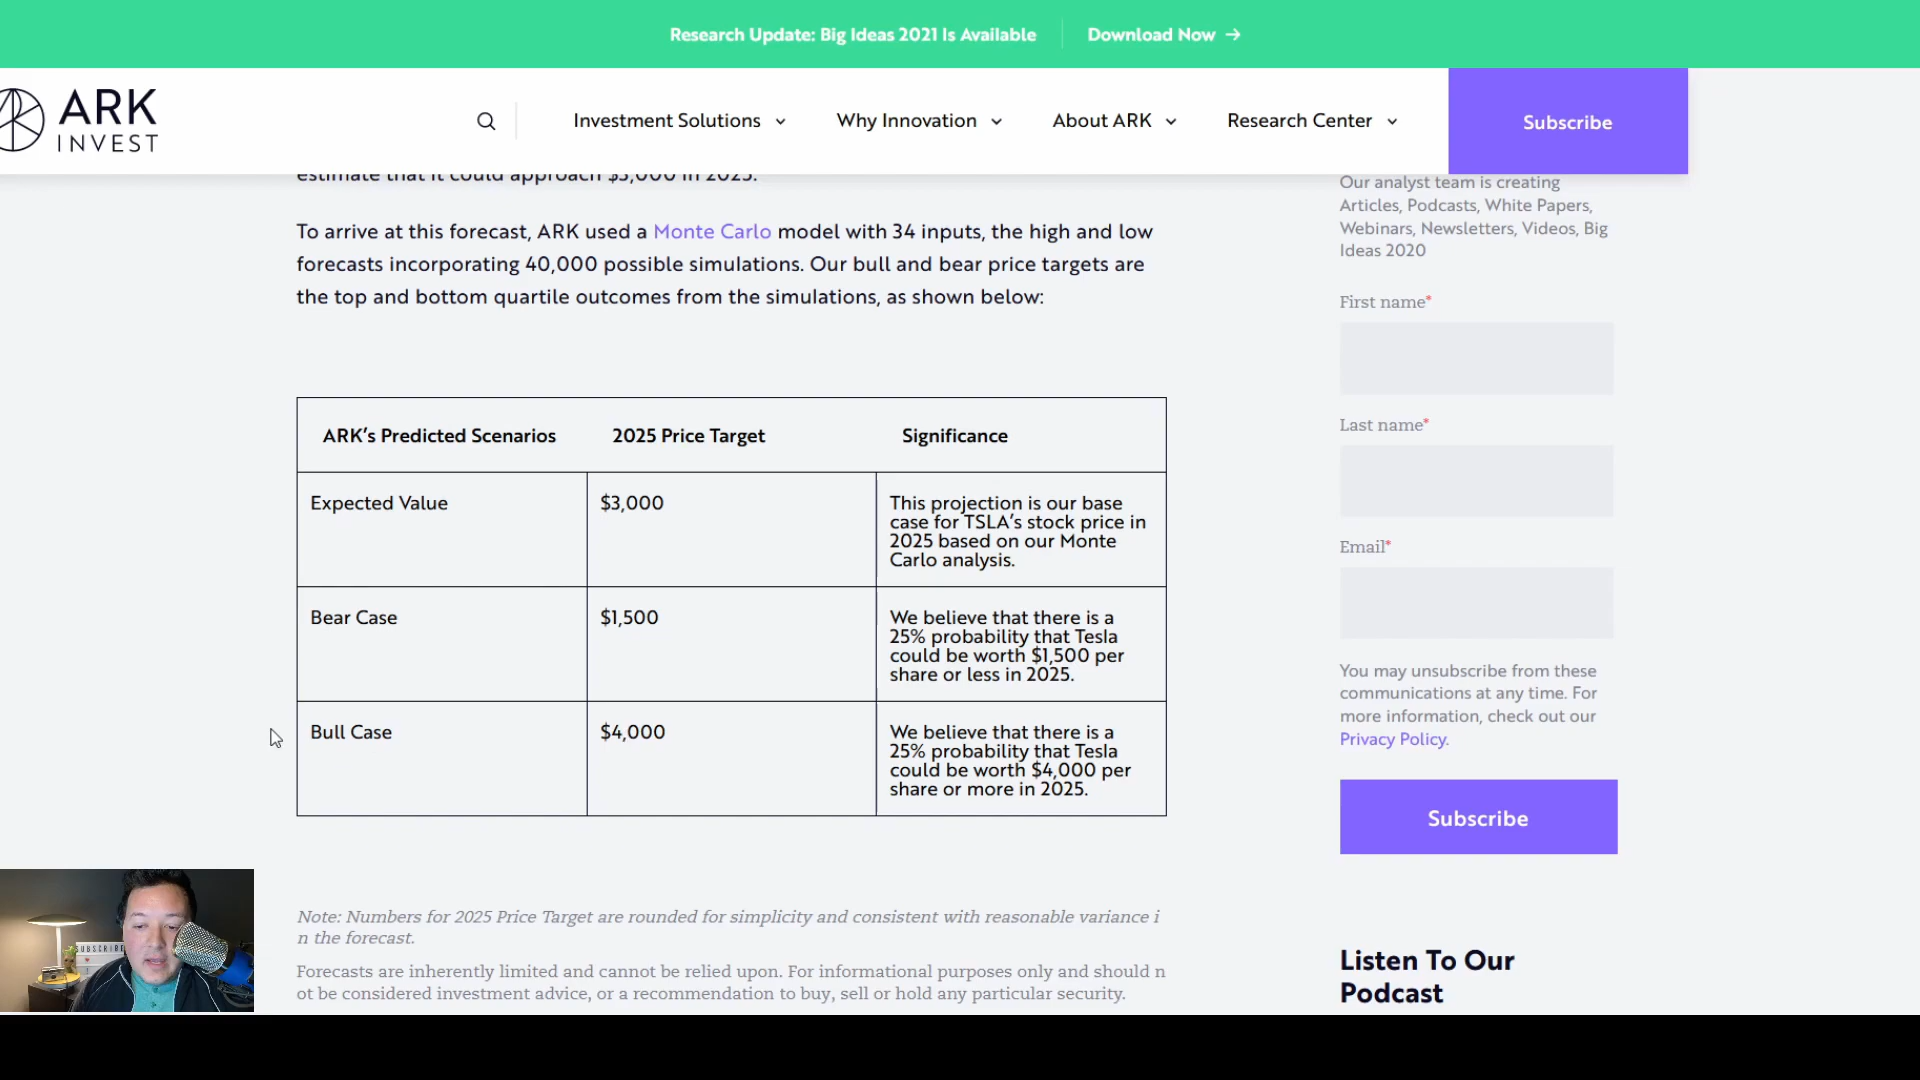 Research Update: Big Ideas 2021 Is Available
Download Now →
ARK
INVEST
Investment Solutions
Why Innovation
About ARK
Research Center
Subscribe
estimate that it could approach $3,000 in 2025.
To arrive at this forecast, ARK used a Monte Carlo model with 34 inputs, the high and low
forecasts incorporating 40,000 possible simulations. Our bull and bear price targets are
the top and bottom quartile outcomes from the simulations, as shown below:
ARK’s Predicted Scenarios
2025 Price Target
Significance
Expected Value
$3,000
This projection is our base
case for TSLA’s stock price in
2025 based on our Monte
Carlo analysis.
Bear Case
$1,500
We believe that there is a
25% probability that Tesla
could be worth $1,500 per
share or less in 2025.
Bull Case
$4,000
We believe that there is a
25% probability that Tesla
could be worth $4,000 per
share or more in 2025.
Note: Numbers for 2025 Price Target are rounded for simplicity and consistent with reasonable variance i
n the forecast.
Forecasts are inherently limited and cannot be relied upon. For informational purposes only and should n
ot be considered investment advice, or a recommendation to buy, sell or hold any particular security.
Our analyst team is creating
Articles, Podcasts, White Papers,
Webinars, Newsletters, Videos, Big
Ideas 2020
First name*
Last name*
Email*
You may unsubscribe from these
communications at any time. For
more information, check out our
Privacy Policy.
Subscribe
Listen To Our
Podcast
SUBSCRIBE